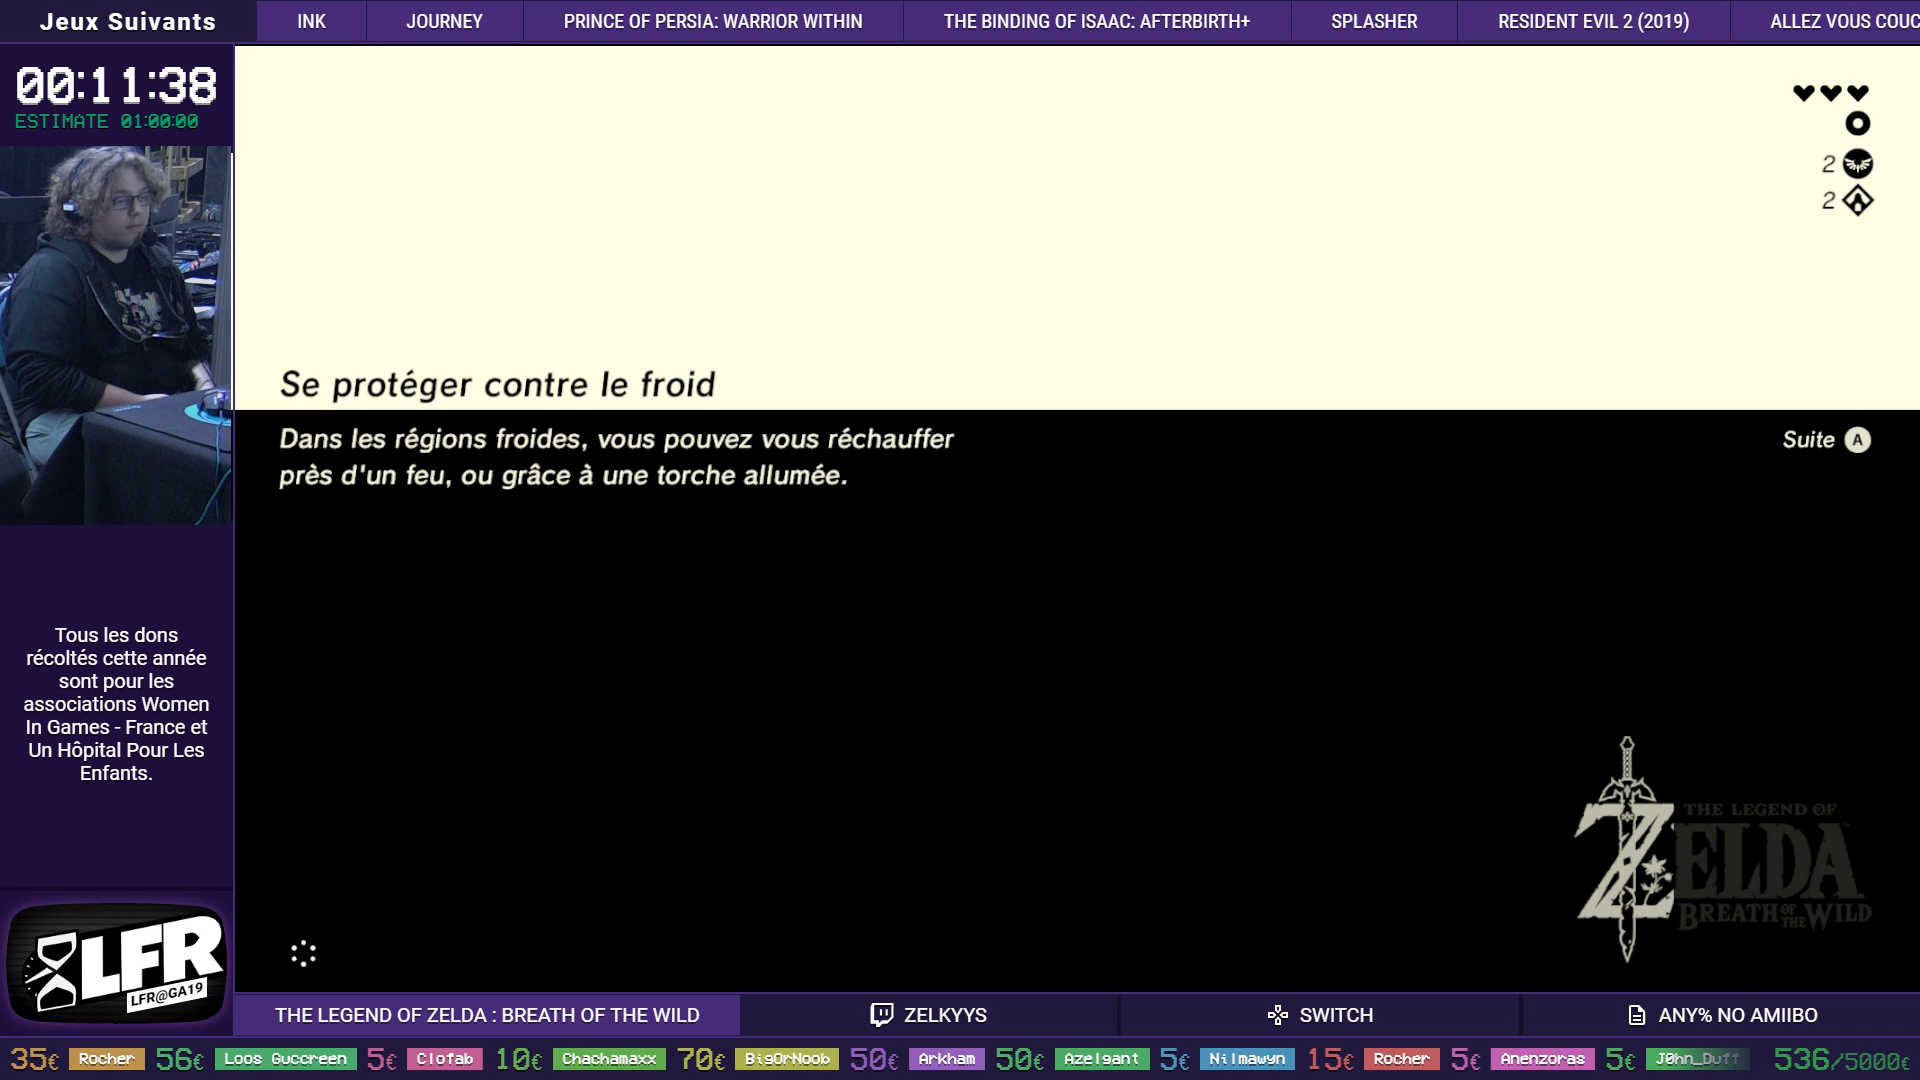 Jeux Suivants
INK
JOURNEY
PRINCE OF PERSIA: WARRIOR WITHIN
THE BINDING OF ISAAC: AFTERBIRTH+
SPLASHER
RESIDENT EVIL 2 (2019)
ALLEZ VOUS COUC
00:11:38
ESTIMATE 01:00:00
2
2
Se protéger contre le froid
Dans les régions froides, vous pouvez vous réchauffer
près d'un feu, ou grâce à une torche allumée.
Suite A
Tous les dons
récoltés cette année
sont pour les
associations Women
In Games - France et
Un Hôpital Pour Les
Enfants.
THE LEGEND OF
ZELDA
BREATH OF THE WILD
LFR
LFR@GA19
THE LEGEND OF ZELDA : BREATH OF THE WILD
ZELKYYS
SWITCH
ANY% NO AMIIBO
35€ Rocher 56€ Loos Guccreen 5€ Clofab 10€ Chachamaxx 70€ BigOrNoob 50€ Arkham 50€ Azelgant 5€ Nilmawyn 15€ Rocher 5€ Anenzoras 5€ J0hn_Duff 536/5000€